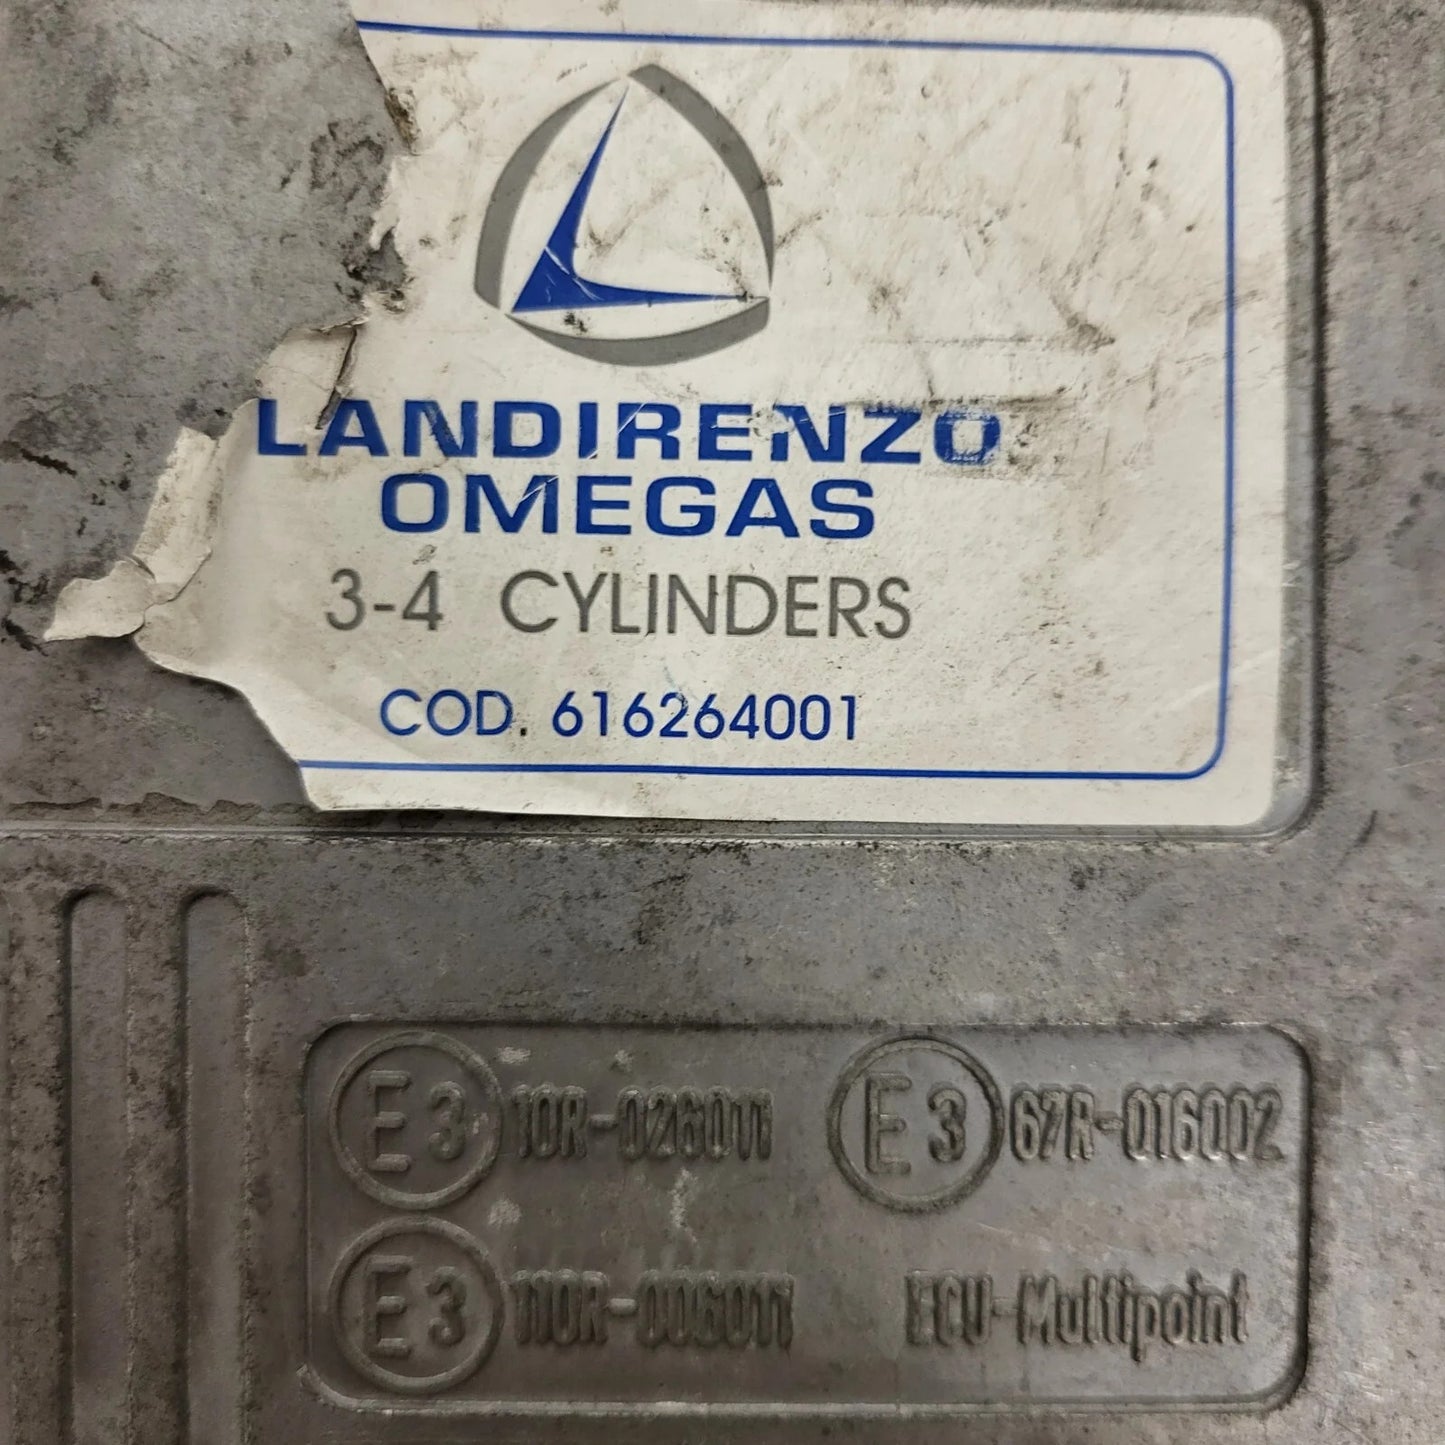 LANDIRENZO
OMEGAS
3-4 CYLINDERS
COD. 616264001
E3 10R-026011
E3 67R-016002
E3 110R-006011
ECU-Multipoint